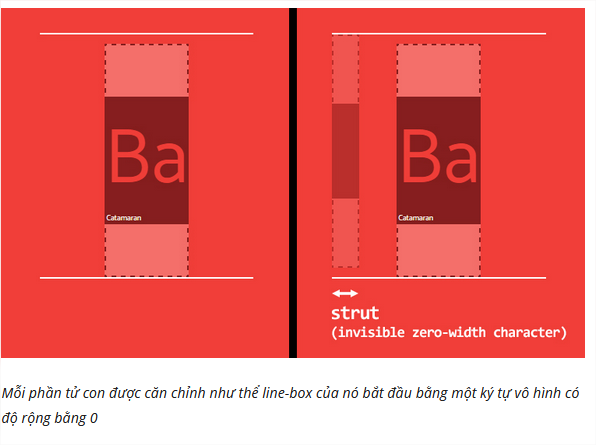 Ba
Catamaran
Ba
Catamaran
strut
(invisible zero-width character)
Mỗi phần tử con được căn chỉnh như thể line-box của nó bắt đầu bằng một ký tự vô hình có
độ rộng bằng 0